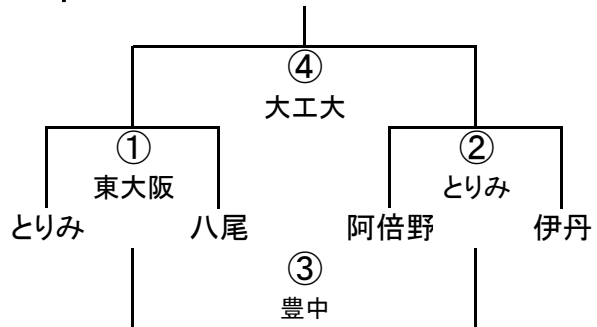 ④
大工大
① ②
東大阪 とりみ
とりみ 八尾 阿倍野 伊丹
③
豊中